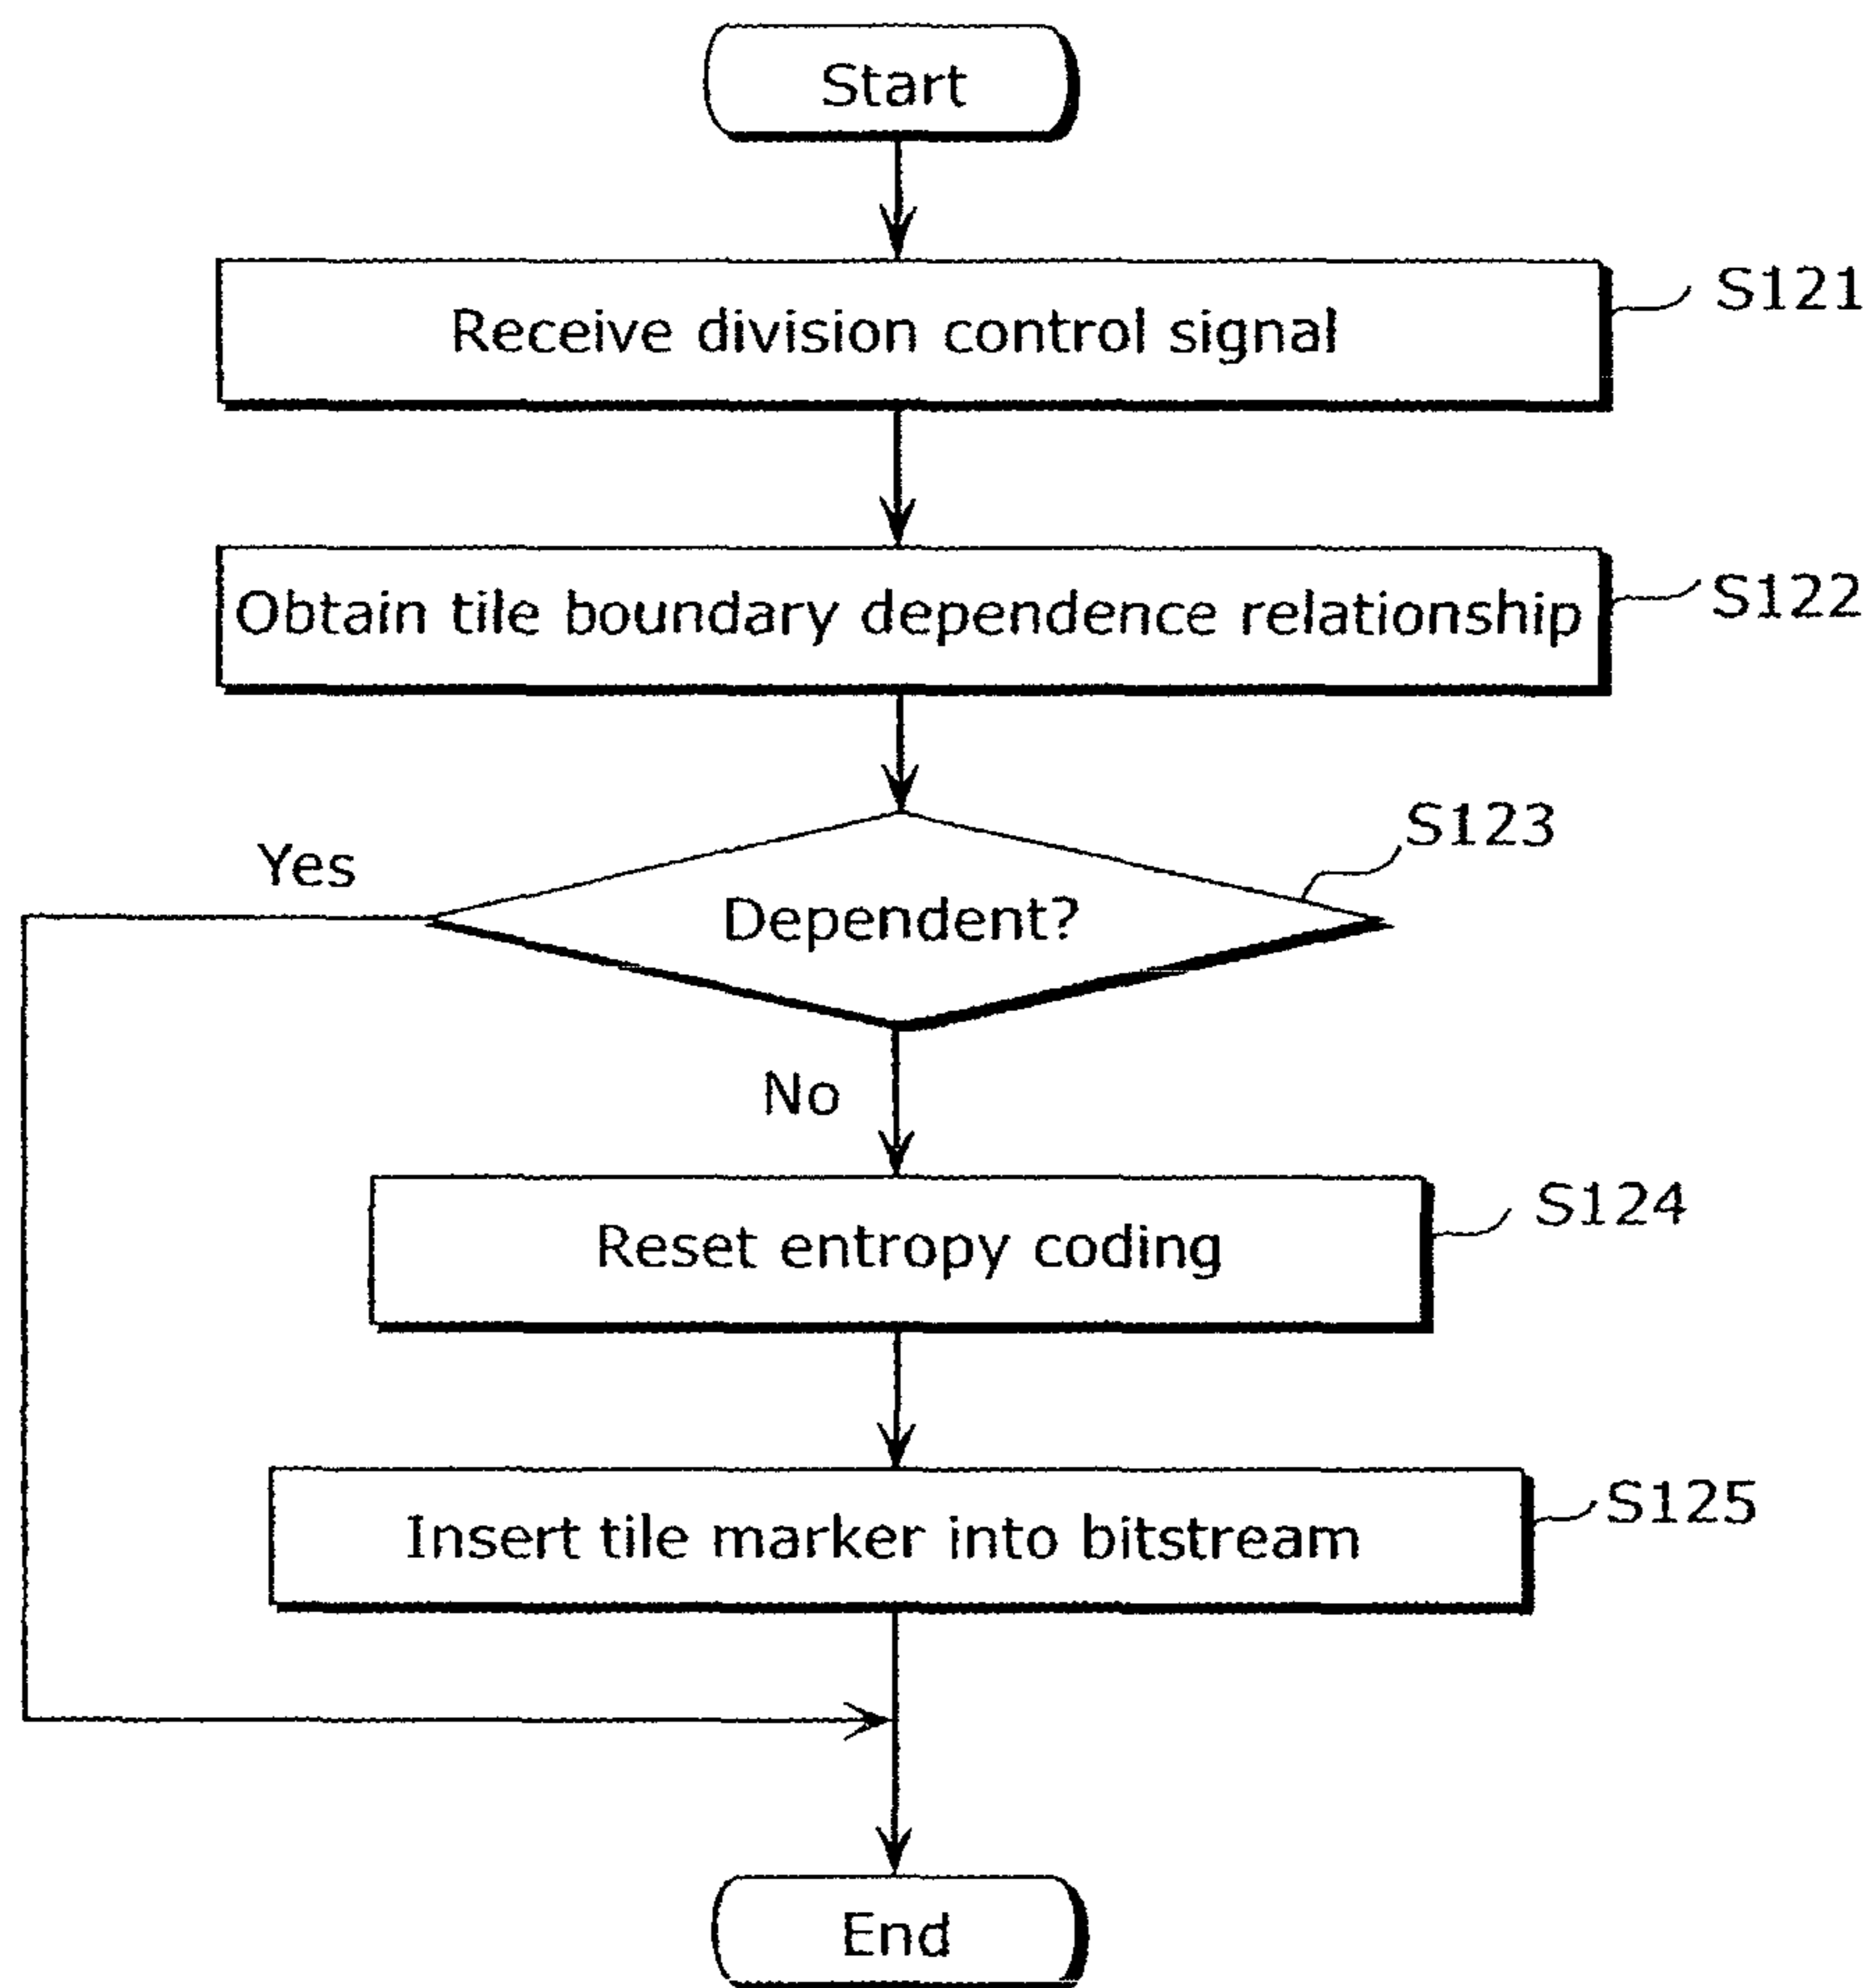 Start
Receive division control signal
S121
Obtain tile boundary dependence relationship
S122
S123
Yes
Dependent?
No
Reset entropy coding
S124
Insert tile marker into bitstream
S125
End